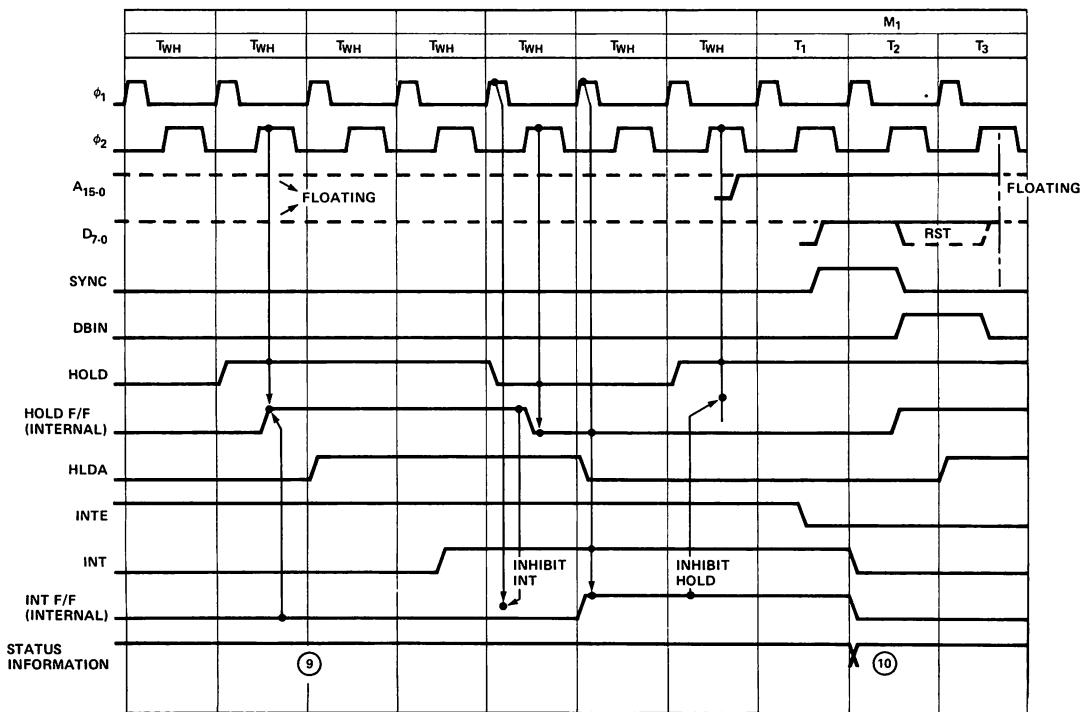 M1
TWH TWH TWH TWH TWH TWH TWH T1 T2 T3
ϕ1
ϕ2
A15-0
FLOATING
FLOATING
D7-0
RST
SYNC
DBIN
HOLD
HOLD F/F
(INTERNAL)
HLDA
INTE
INT
INHIBIT
INT
INHIBIT
HOLD
INT F/F
(INTERNAL)
STATUS
INFORMATION
9
10